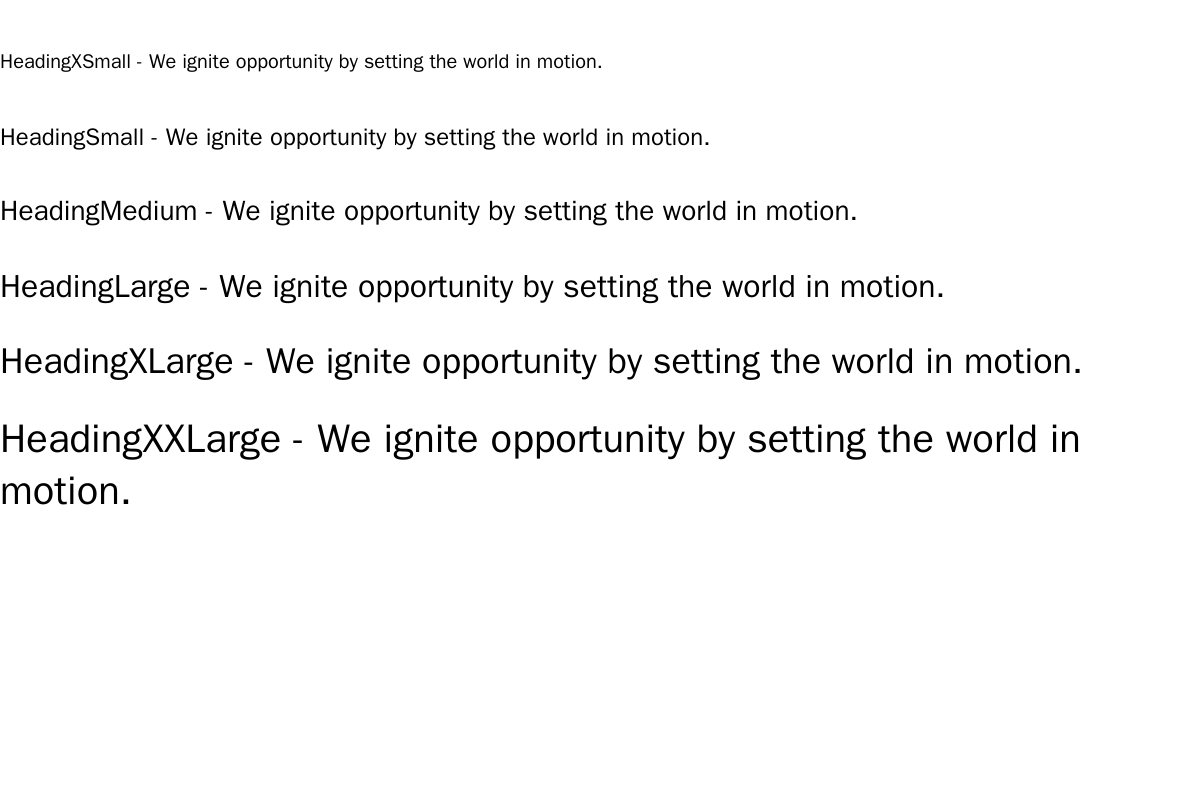 HeadingXSmall - We ignite opportunity by setting the world in motion.
HeadingSmall - We ignite opportunity by setting the world in motion.
HeadingMedium - We ignite opportunity by setting the world in motion.
HeadingLarge - We ignite opportunity by setting the world in motion.
HeadingXLarge - We ignite opportunity by setting the world in motion.
HeadingXXLarge - We ignite opportunity by setting the world in
motion.